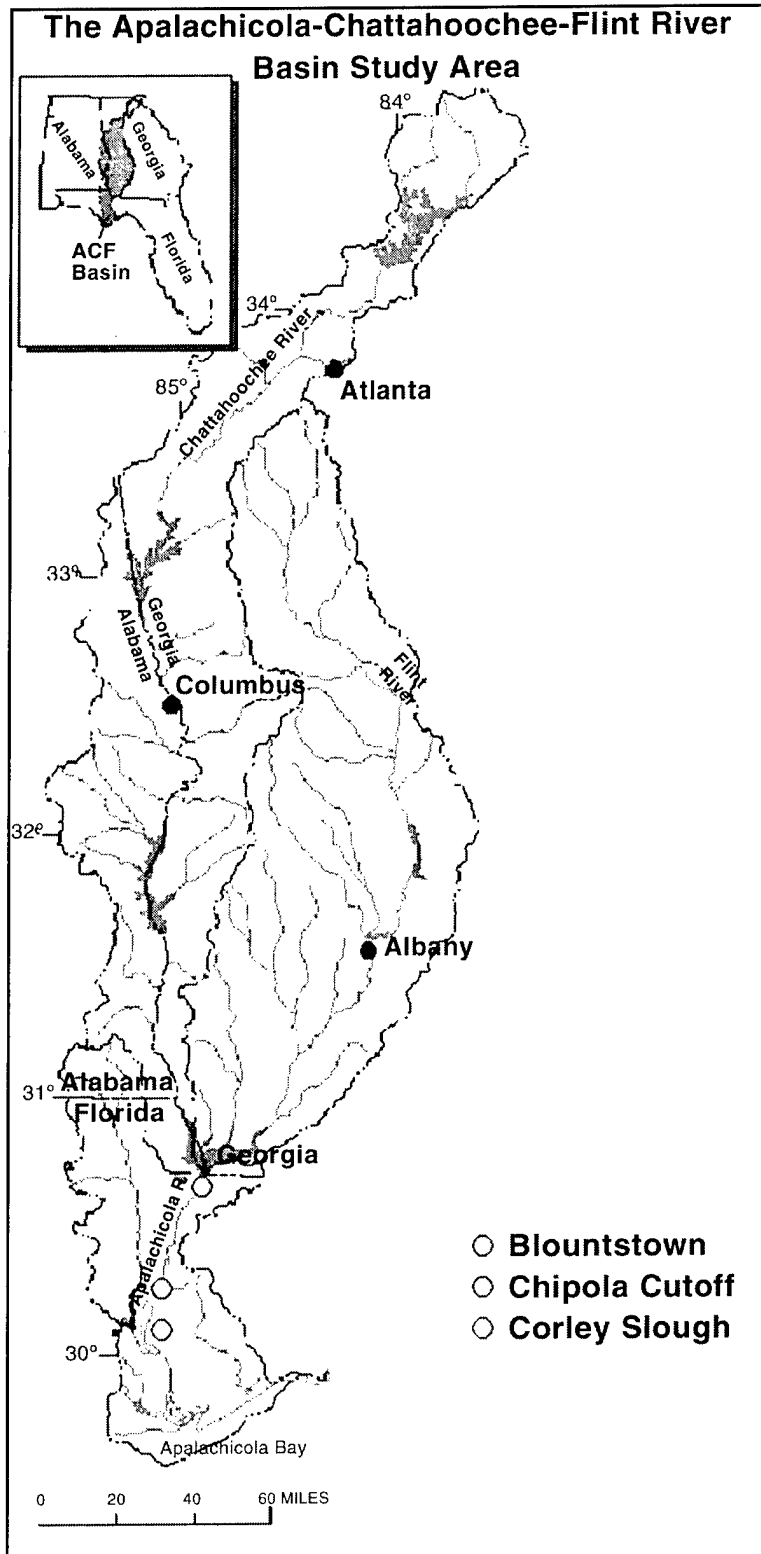 The Apalachicola-Chattahoochee-Flint River
Basin Study Area
84°
Alabama
Georgia
ACF
Basin
Florida
34°
Chattahoochee River
85°
Atlanta
33°
Georgia
Alabama
Flint
River
Columbus
32°
Albany
31°
Alabama
Florida
Georgia
Apalachicola R.
Blountstown
Chipola Cutoff
Corley Slough
30°
Apalachicola Bay
0 20 40 60 MILES